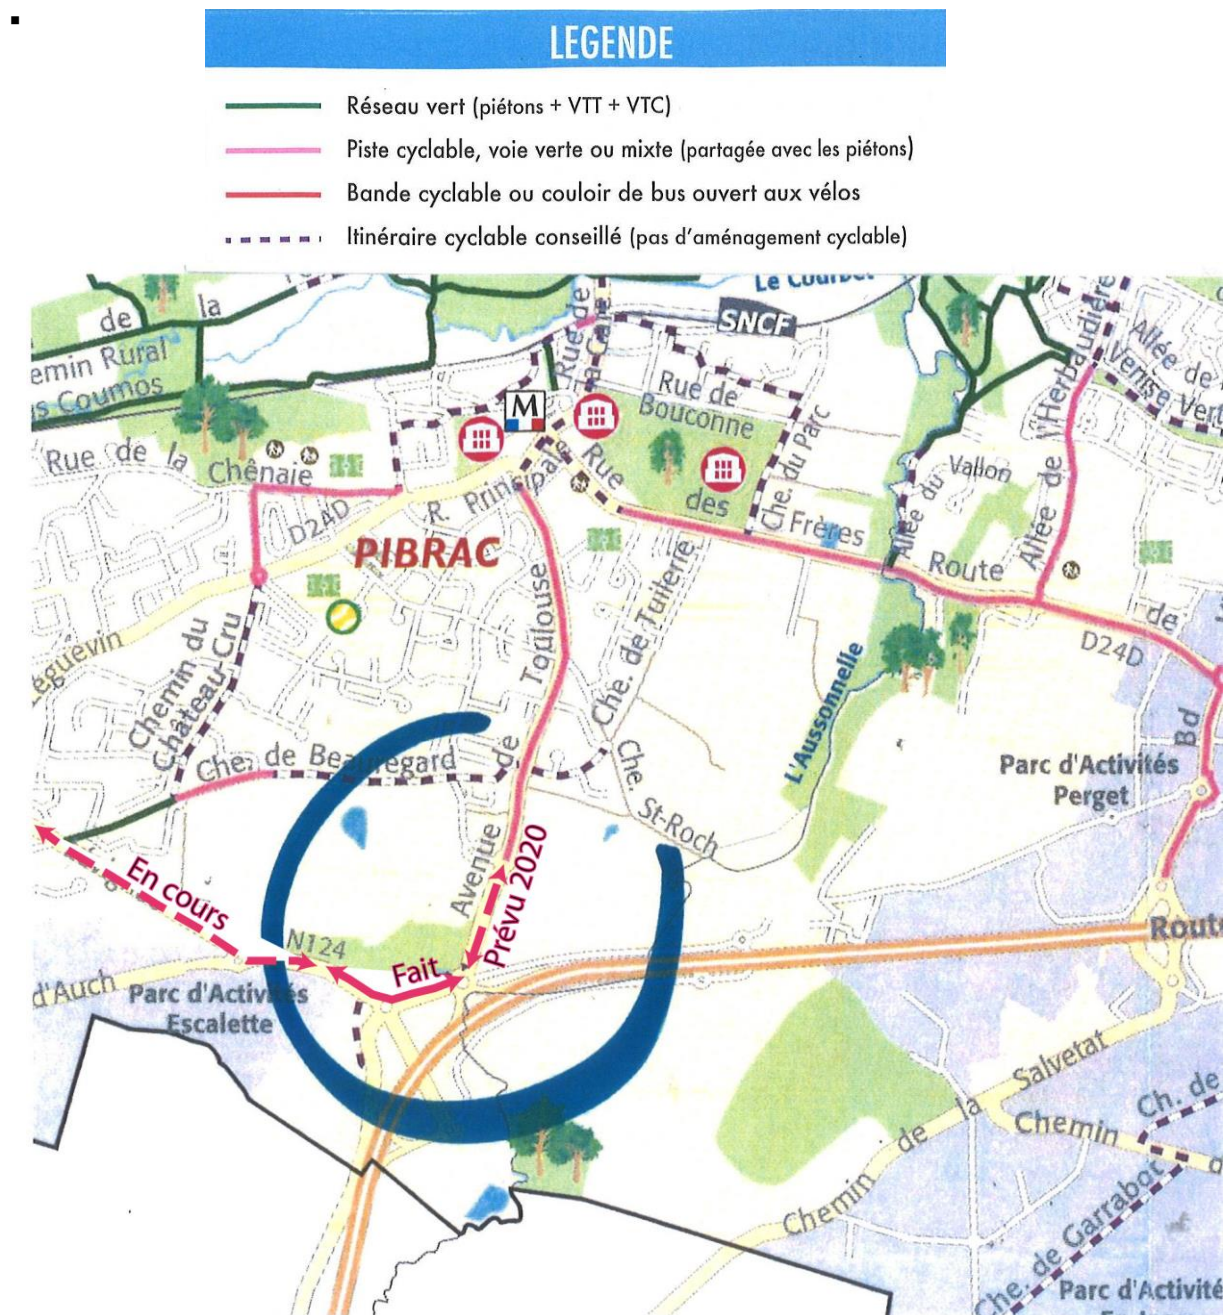 LEGENDE
Réseau vert (piétons + VTT + VTC)
Piste cyclable, voie verte ou mixte (partagée avec les piétons)
Bande cyclable ou couloir de bus ouvert aux vélos
Itinéraire cyclable conseillé (pas d'aménagement cyclable)
Le Courbet
SNCF
de la
emin Rural
Coumos
Rue de
M
Rue de
Bouconne
Allée de
Venise Vert
l'Herbaudière
Allée de
Rue de la Chênaie
R. Principale
Rue
des
Frères
Che. du Parc
Allée
du
Vallon
D24D
PIBRAC
Route
de
D24D
Léguevin
Chemin du
Château-Cru
Toulouse
de
Avenue
Che. de Tuilerie
L'Aussonnelle
Bd
Che. de Beauregard
Che.
St-Roch
Parc d'Activités
Perget
En cours
Prévu 2020
N124
Fait
Route
d'Auch
Parc d'Activités
Escalette
Chemin de la Salvetat
Ch. de
Chemin
d
Che. de Garrabot
Parc d'Activité